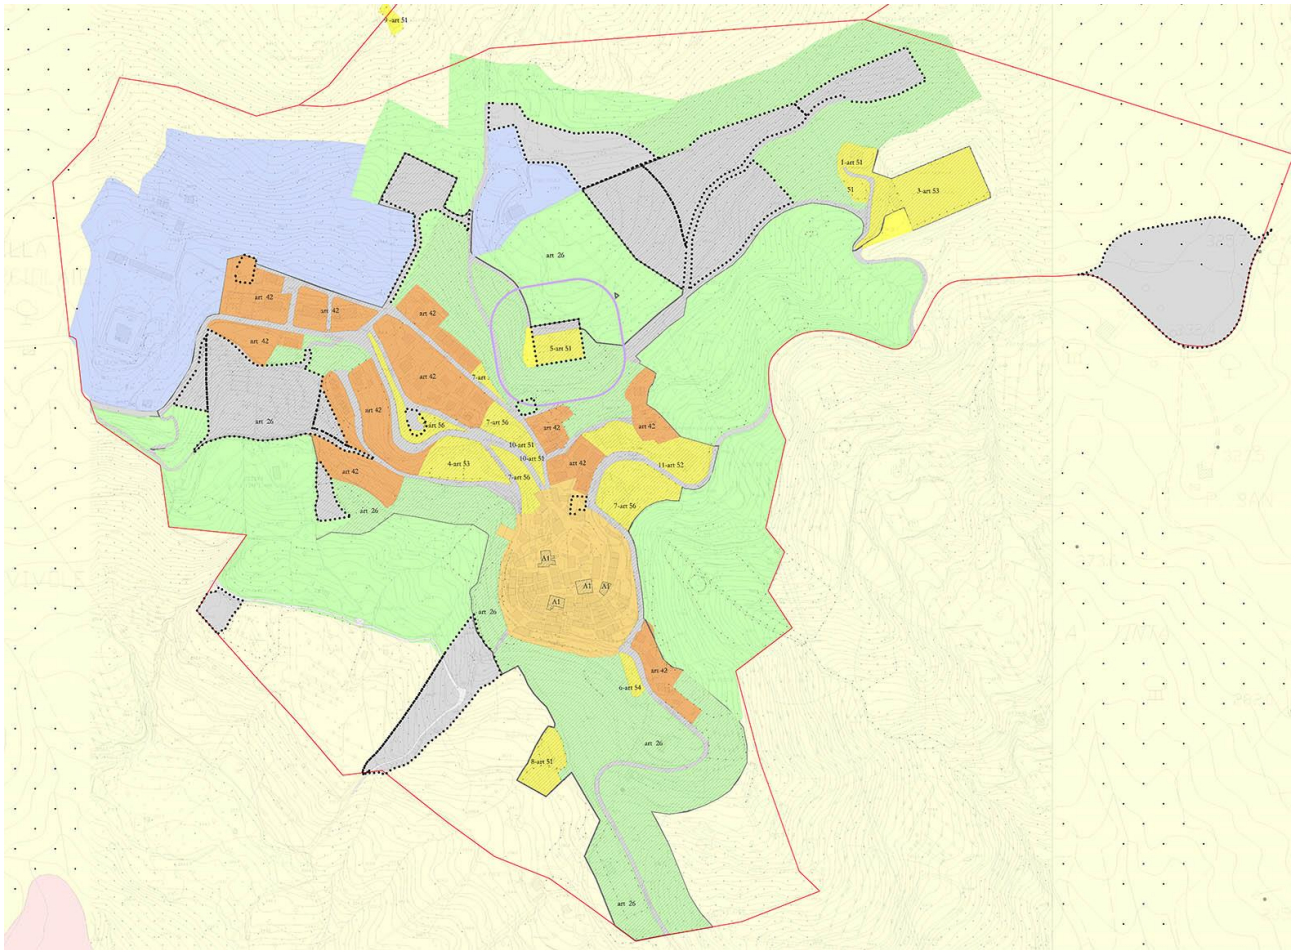 9-art 51
1-art 51
51
3-art 53
art 26
art 42
art 42
art 42
art 42
5-art 51
art 42
7-art
art 42
art 26
art 56
7-art 56
art 42
art 42
10-art 51
10-art 51
4-art 53
art 42
11-art 52
art 42
7-art 56
7-art 56
art 26
A1
A1
A1
A1
art 26
art 42
6-art 54
art 26
8-art 51
art 26